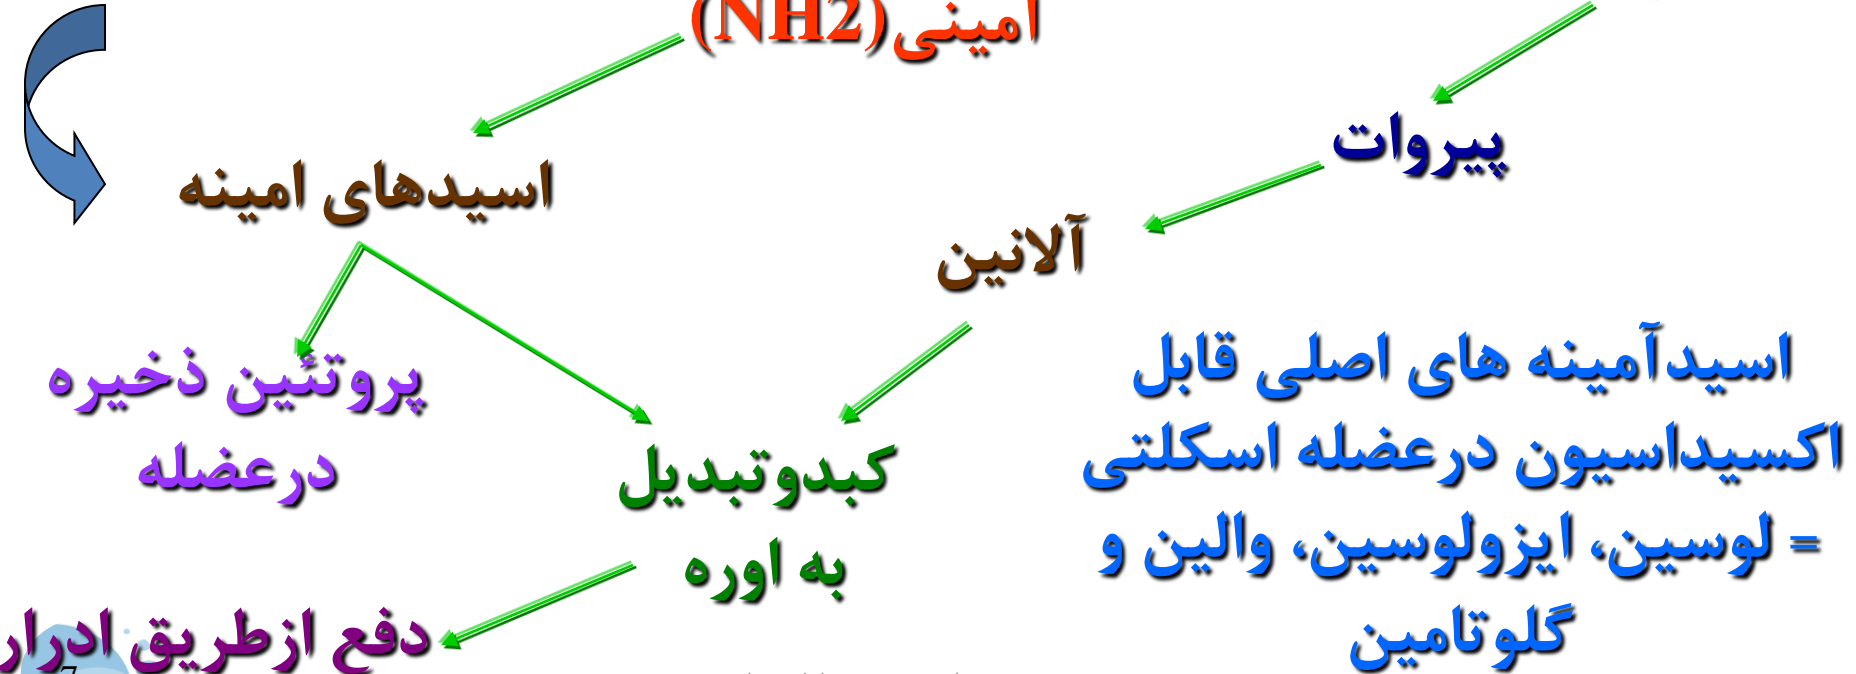 امینی(NH2)
پیروات
اسیدهای امینه
آلانین
اسیدآمینه های اصلی قابل
اکسیداسیون درعضله اسکلتی
= لوسین، ایزولوسین، والین و
گلوتامین
پروتئین ذخیره
درعضله
کبدوتبدیل
به اوره
دفع ازطریق ادرار
7